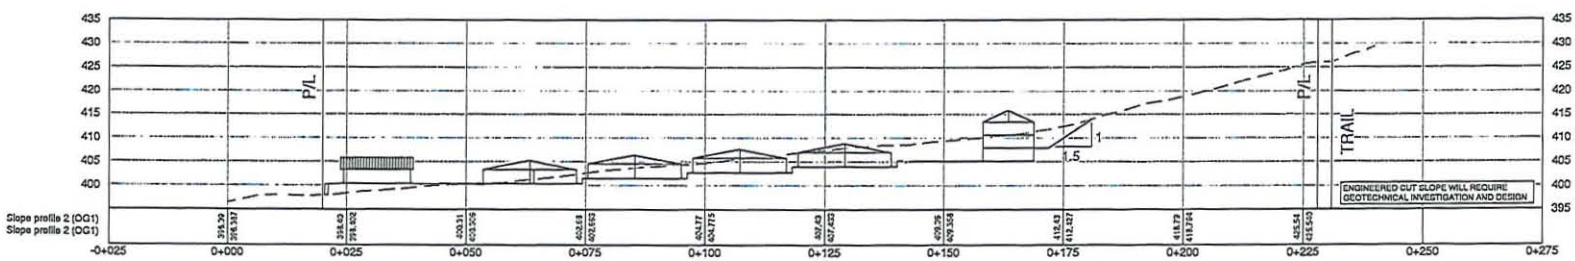 435 435
430 430
425 425
420 420
415 415
410 410
405 405
400 400
395 395
P/L
P/L
TRAIL
1
1.5
ENGINEERED CUT SLOPE WILL REQUIRE
GEOTECHNICAL INVESTIGATION AND DESIGN
Slope profile 2 (OG1)
Slope profile 2 (OG1)
-0+025 0+000 0+025 0+050 0+075 0+100 0+125 0+150 0+175 0+200 0+225 0+250 0+275